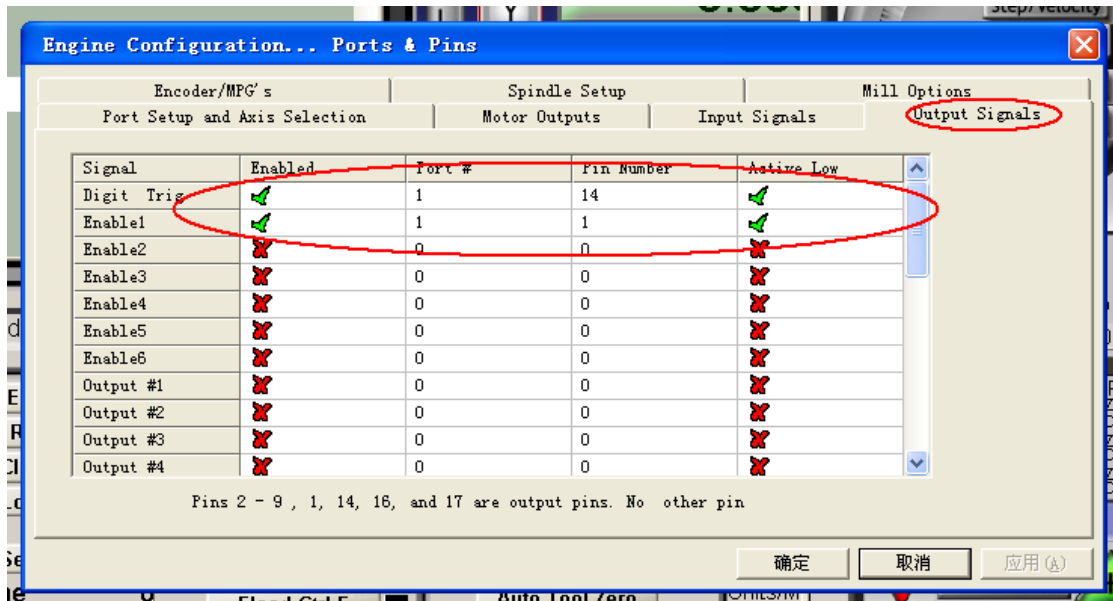 Y
Step/Velocity
Engine Configuration... Ports & Pins
Encoder/MPG's Spindle Setup Mill Options
Port Setup and Axis Selection Motor Outputs Input Signals Output Signals
Signal Enabled Port # Pin Number Active Low
Digit Trig 1 14
Enable1 1 1
Enable2 0 0
Enable3 0 0
Enable4 0 0
Enable5 0 0
Enable6 0 0
Output #1 0 0
Output #2 0 0
Output #3 0 0
Output #4 0 0
Pins 2 - 9 , 1, 14, 16, and 17 are output pins. No other pin
确定 取消 应用(A)
Auto Tool Zero
Units/M